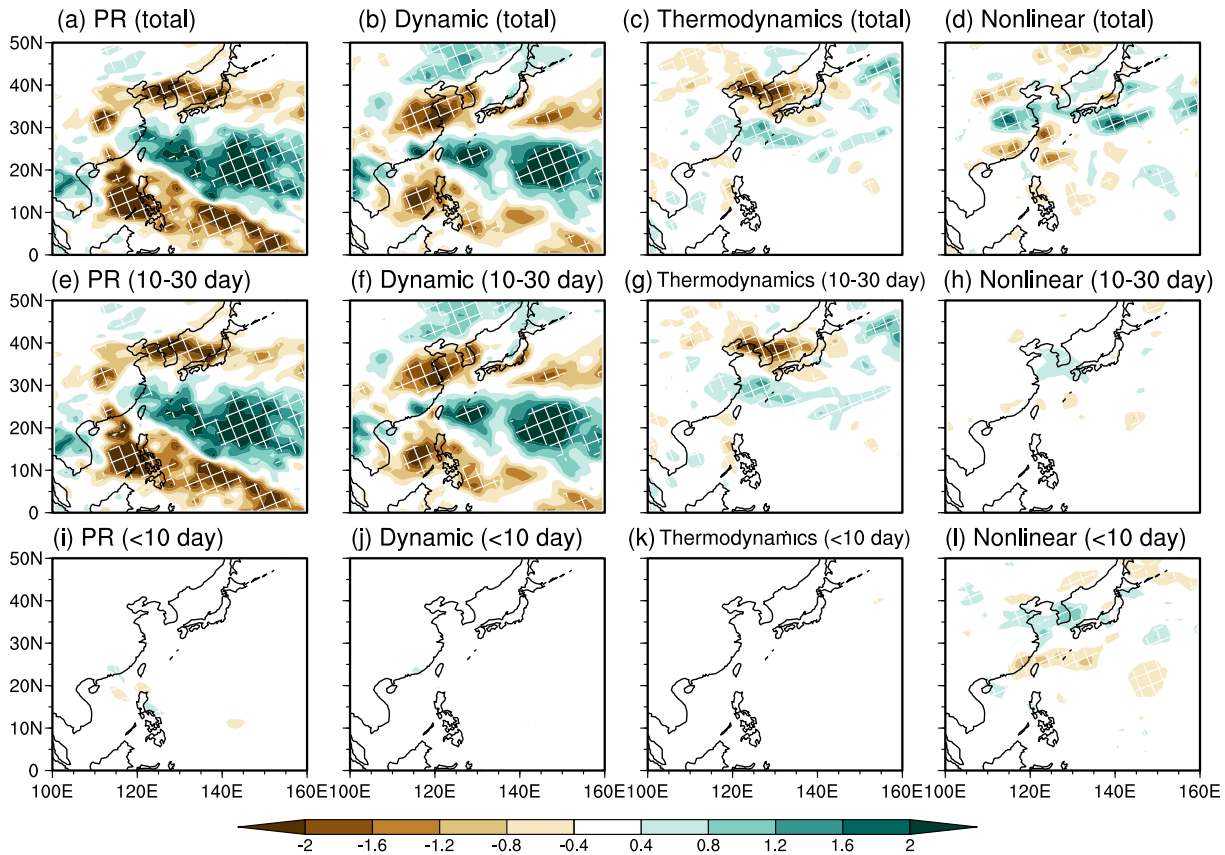 (a) PR (total) (b) Dynamic (total) (c) Thermodynamics (total) (d) Nonlinear (total)
50N
40N
30N
20N
10N
0
(e) PR (10-30 day) (f) Dynamic (10-30 day) (g) Thermodynamics (10-30 day) (h) Nonlinear (10-30 day)
50N
40N
30N
20N
10N
0
(i) PR (<10 day) (j) Dynamic (<10 day) (k) Thermodynamics (<10 day) (l) Nonlinear (<10 day)
50N
40N
30N
20N
10N
0
100E 120E 140E 160E 100E 120E 140E 160E 100E 120E 140E 160E 100E 120E 140E 160E
-2 -1.6 -1.2 -0.8 -0.4 0.4 0.8 1.2 1.6 2